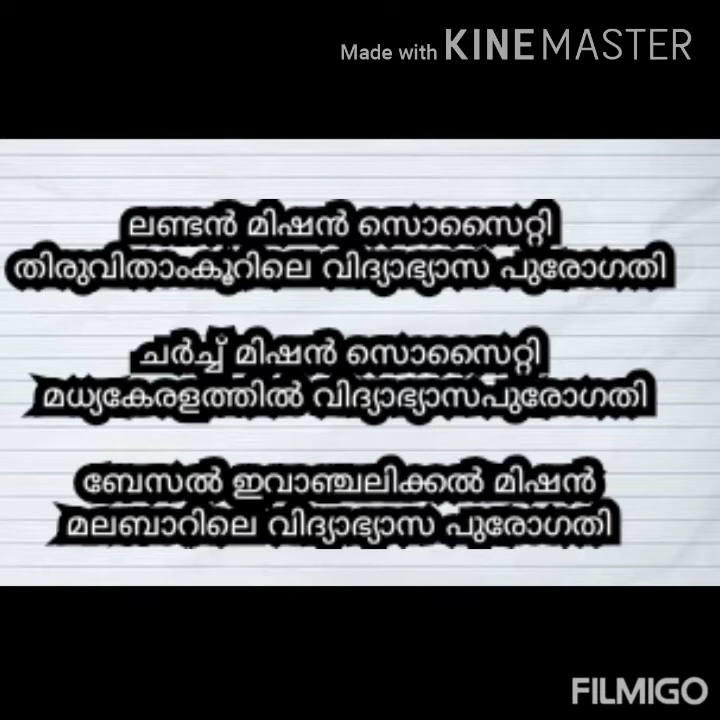 Made with KINEMASTER
ലണ്ടൻ മിഷൻ സൊസൈറ്റി
തിരുവിതാംകൂറിലെ വിദ്യാഭ്യാസ പുരോഗതി
ചർച്ച് മിഷൻ സൊസൈറ്റി
മധ്യകേരളത്തിൽ വിദ്യാഭ്യാസപുരോഗതി
ബേസൽ ഇവാഞ്ചലിക്കൽ മിഷൻ
മലബാറിലെ വിദ്യാഭ്യാസ പുരോഗതി
FILMIGO